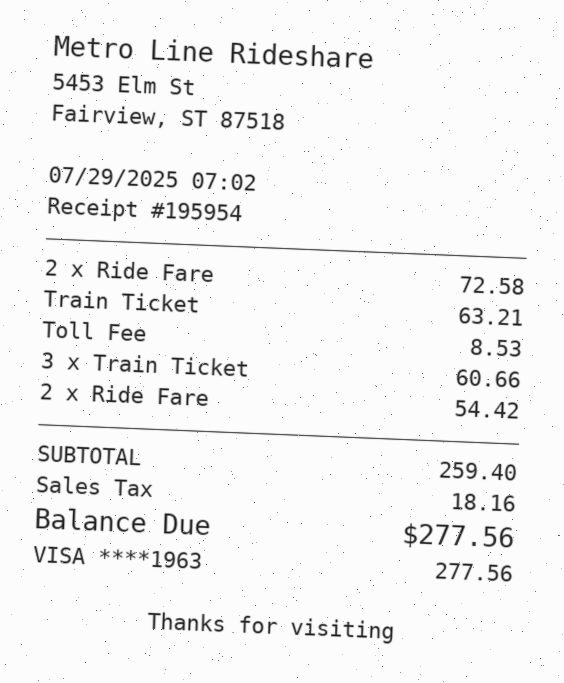 Metro Line Rideshare
5453 Elm St
Fairview, ST 87518
07/29/2025 07:02
Receipt #195954
2 x Ride Fare 72.58
Train Ticket 63.21
Toll Fee 8.53
3 x Train Ticket 60.66
2 x Ride Fare 54.42
SUBTOTAL 259.40
Sales Tax 18.16
Balance Due $277.56
VISA ****1963 277.56
Thanks for visiting